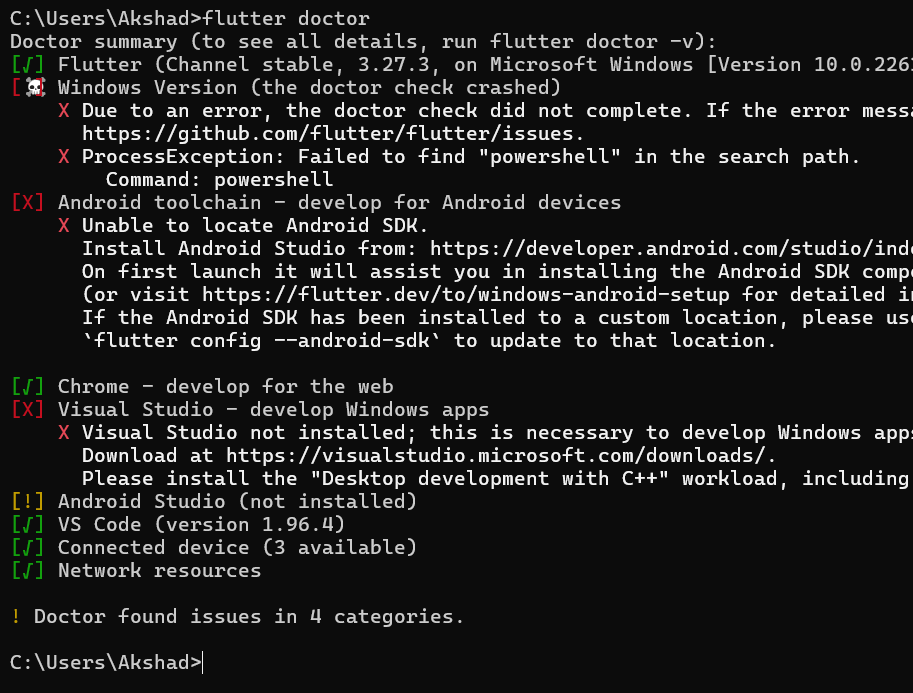 C:\Users\Akshad>flutter doctor
Doctor summary (to see all details, run flutter doctor -v):
[√] Flutter (Channel stable, 3.27.3, on Microsoft Windows [Version 10.0.2261
[☠] Windows Version (the doctor check crashed)
X Due to an error, the doctor check did not complete. If the error messa
https://github.com/flutter/flutter/issues.
X ProcessException: Failed to find "powershell" in the search path.
Command: powershell
[X] Android toolchain - develop for Android devices
X Unable to locate Android SDK.
Install Android Studio from: https://developer.android.com/studio/inde
On first launch it will assist you in installing the Android SDK compo
(or visit https://flutter.dev/to/windows-android-setup for detailed in
If the Android SDK has been installed to a custom location, please use
`flutter config --android-sdk` to update to that location.
[√] Chrome - develop for the web
[X] Visual Studio - develop Windows apps
X Visual Studio not installed; this is necessary to develop Windows apps
Download at https://visualstudio.microsoft.com/downloads/.
Please install the "Desktop development with C++" workload, including
[!] Android Studio (not installed)
[√] VS Code (version 1.96.4)
[√] Connected device (3 available)
[√] Network resources
! Doctor found issues in 4 categories.
C:\Users\Akshad>